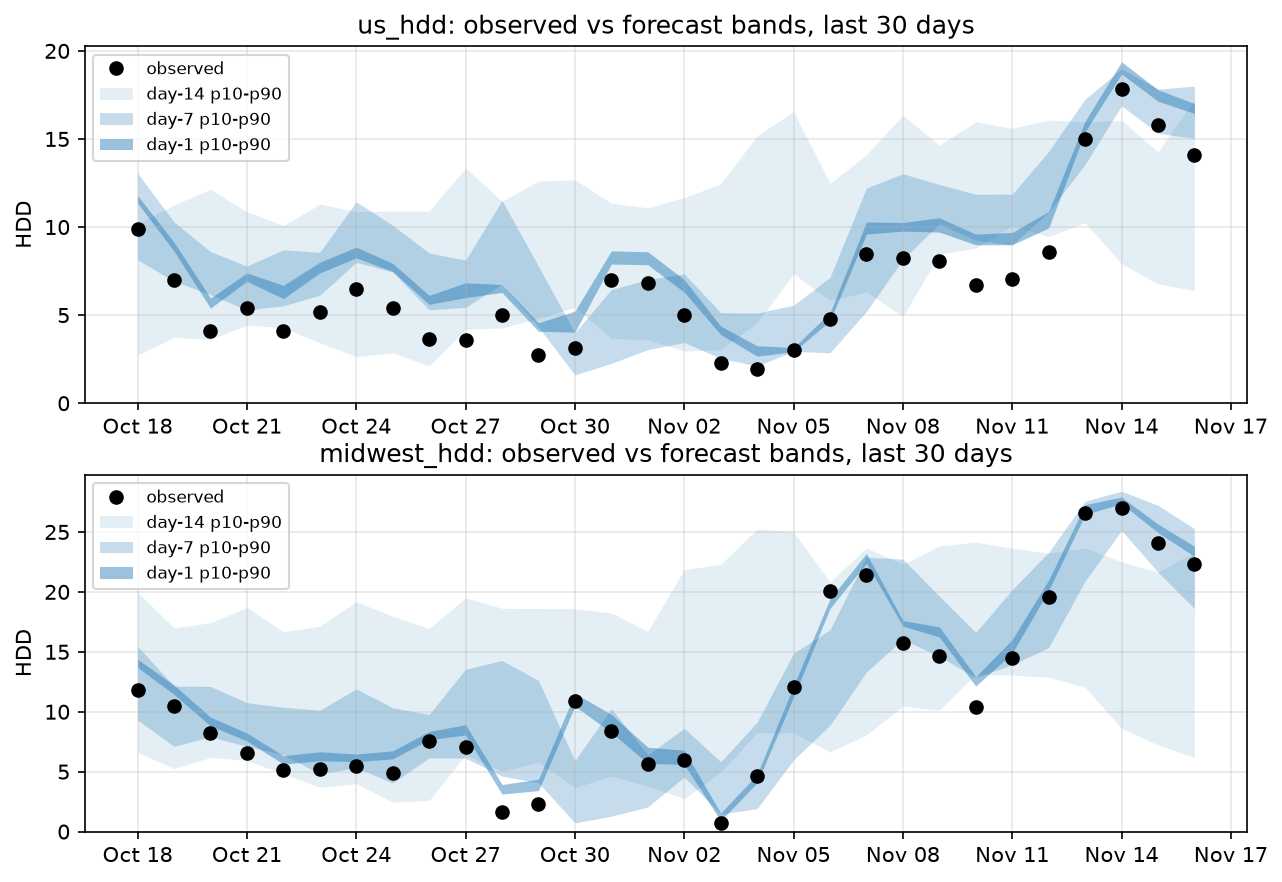 us_hdd: observed vs forecast bands, last 30 days
20
15
10
5
0
HDD
observed
day-14 p10-p90
day-7 p10-p90
day-1 p10-p90
Oct 18 Oct 21 Oct 24 Oct 27 Oct 30 Nov 02 Nov 05 Nov 08 Nov 11 Nov 14 Nov 17
midwest_hdd: observed vs forecast bands, last 30 days
25
20
15
10
5
0
HDD
observed
day-14 p10-p90
day-7 p10-p90
day-1 p10-p90
Oct 18 Oct 21 Oct 24 Oct 27 Oct 30 Nov 02 Nov 05 Nov 08 Nov 11 Nov 14 Nov 17